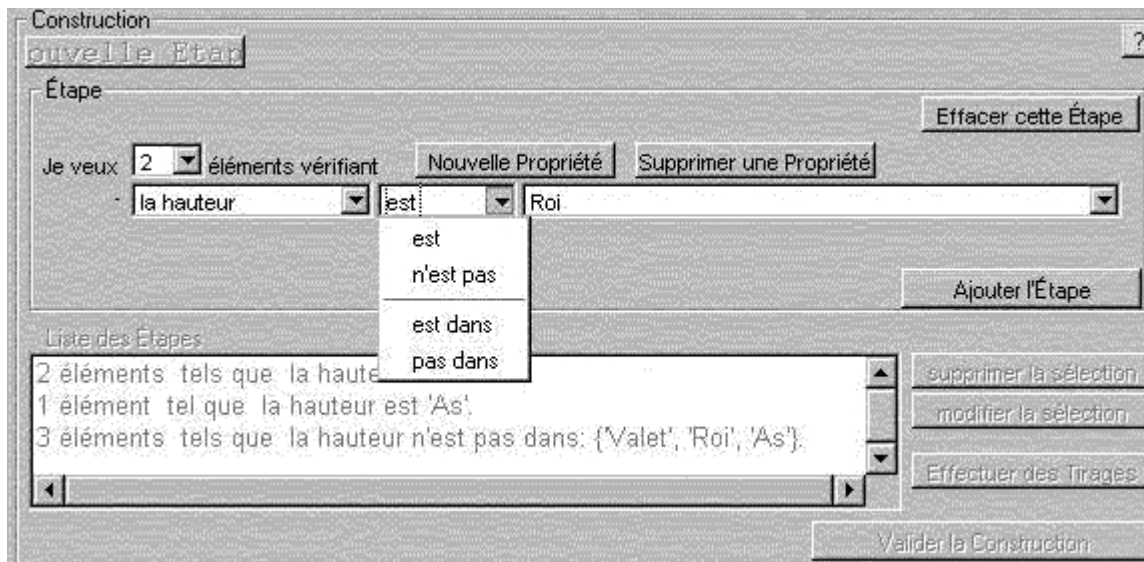 Construction
ouvelle Etap
?
Étape
Effacer cette Étape
Je veux 2 éléments vérifiant Nouvelle Propriété Supprimer une Propriété
- la hauteur est Roi
est
n'est pas
est dans
pas dans
Ajouter l'Étape
Liste des Étapes
2 éléments tels que la haute
1 élément tel que la hauteur est 'As'.
3 éléments tels que la hauteur n'est pas dans: {'Valet', 'Roi', 'As'}.
supprimer la sélection
modifier la sélection
Effectuer des Tirages
Valider la Construction